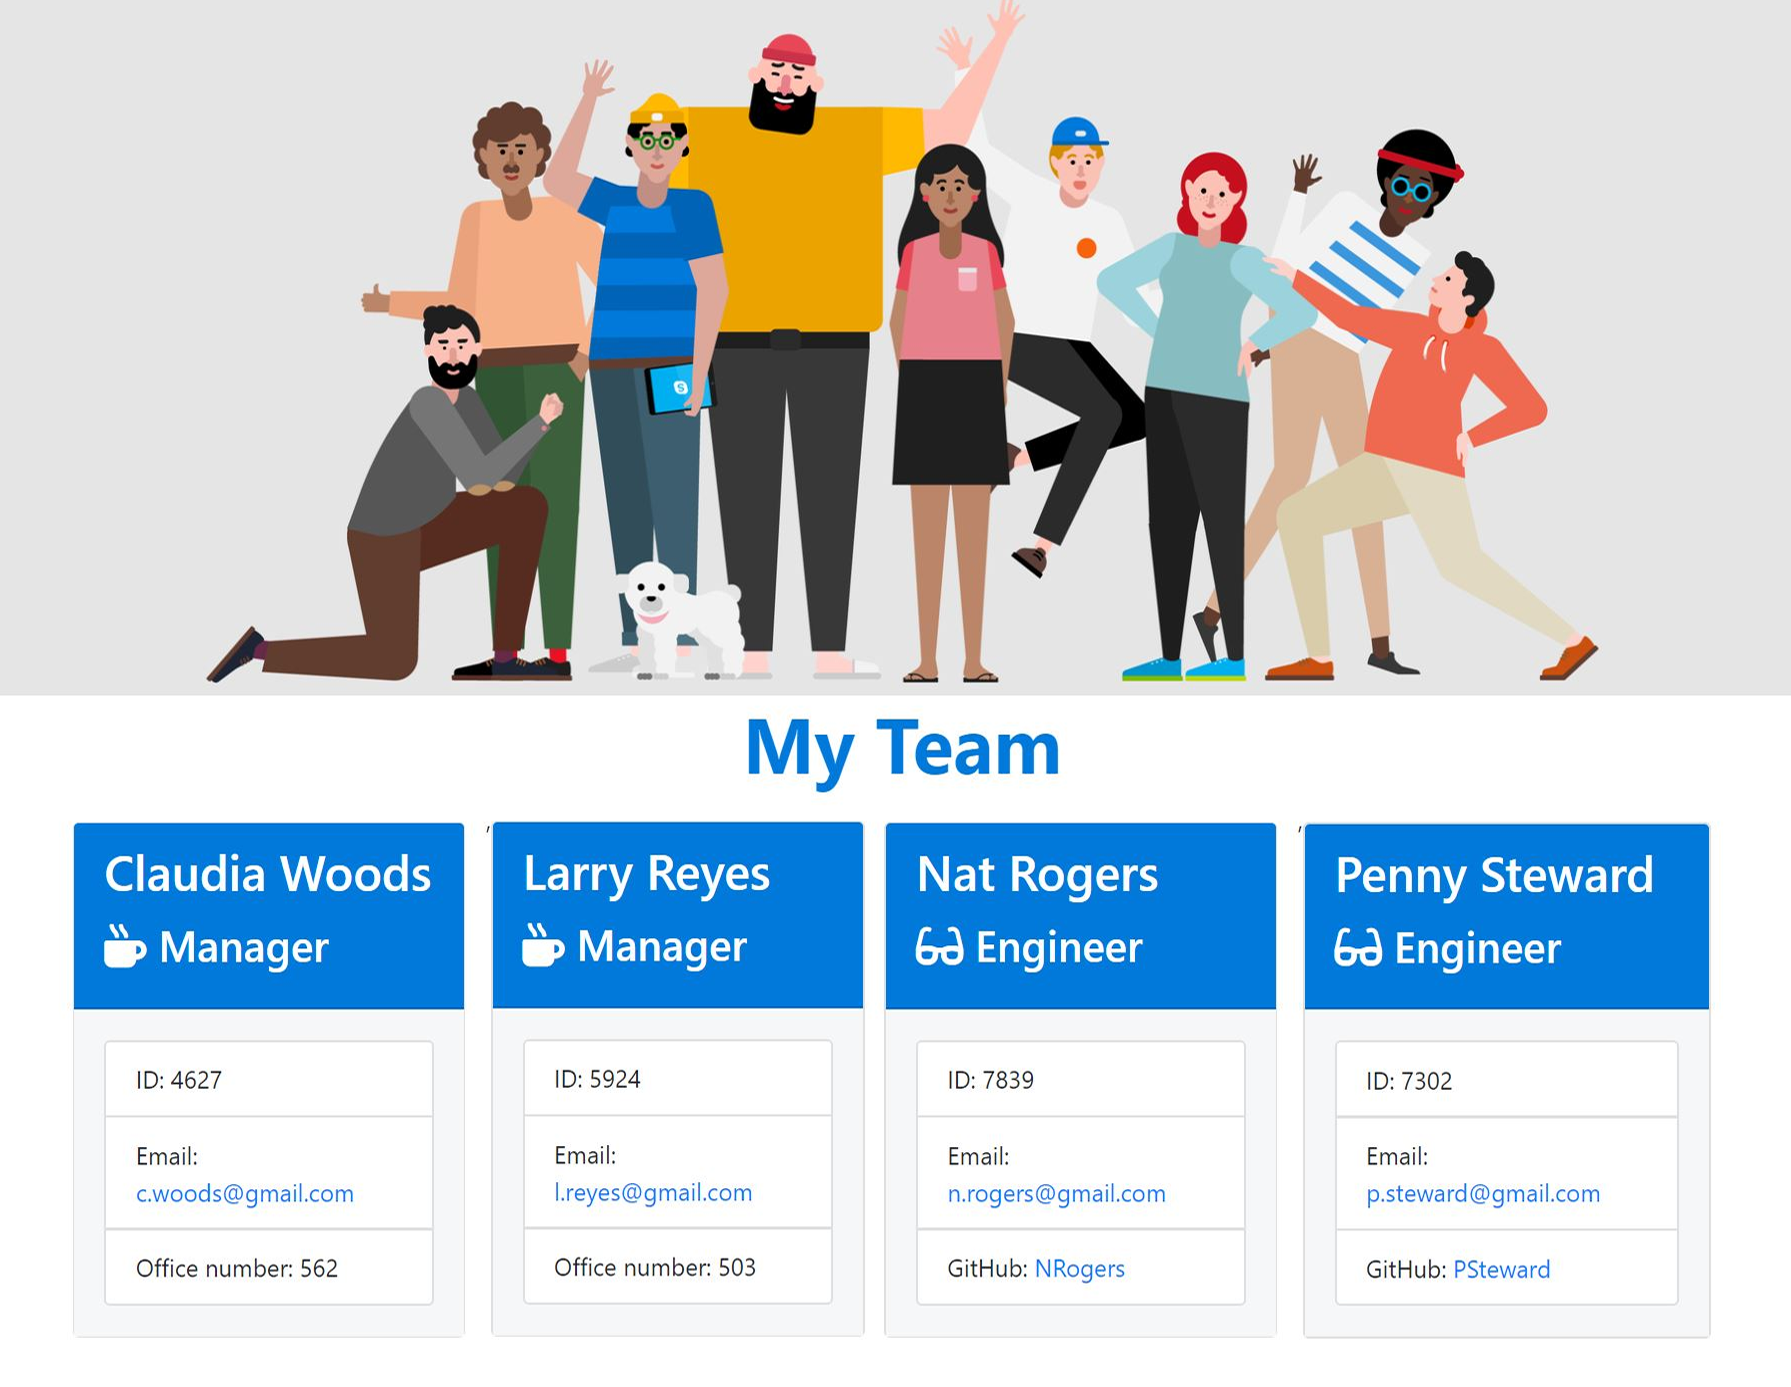 My Team
Claudia Woods
Manager
ID: 4627
Email:
c.woods@gmail.com
Office number: 562
,
Larry Reyes
Manager
ID: 5924
Email:
l.reyes@gmail.com
Office number: 503
Nat Rogers
Engineer
ID: 7839
Email:
n.rogers@gmail.com
GitHub: NRogers
,
Penny Steward
Engineer
ID: 7302
Email:
p.steward@gmail.com
GitHub: PSteward